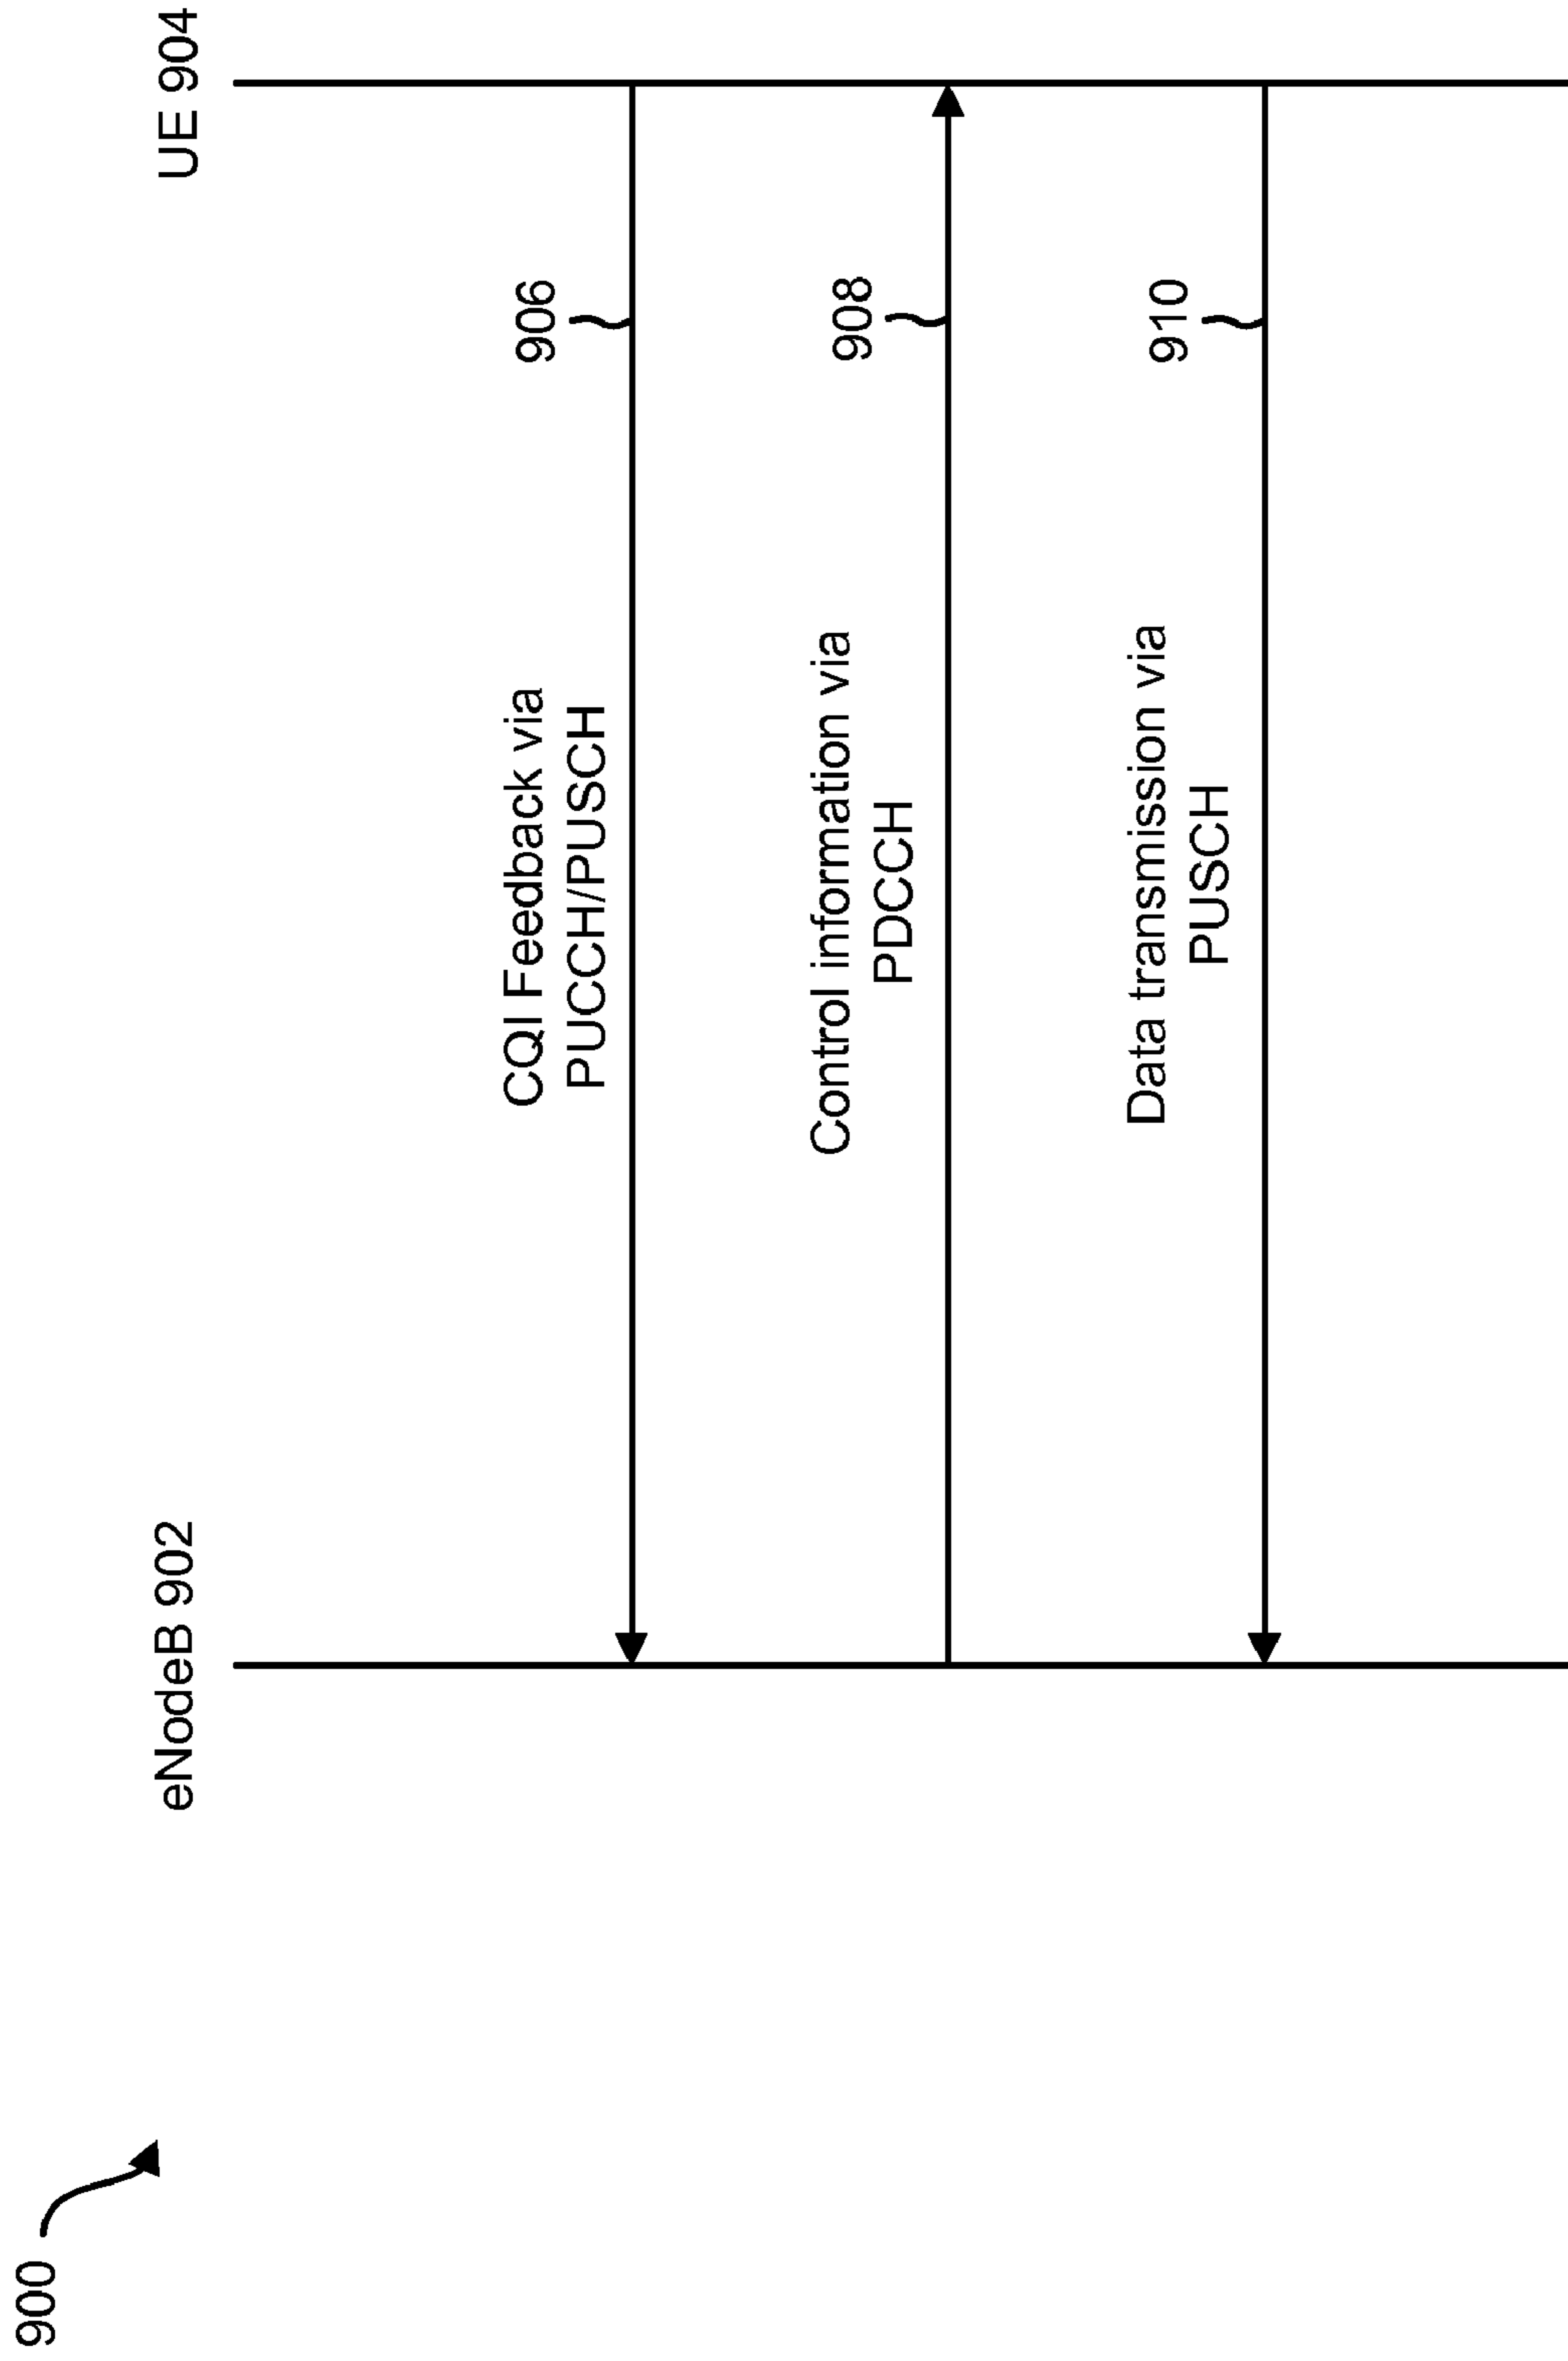 900
eNodeB 902
UE 904
CQI Feedback via
PUCCH/PUSCH
906
Control information via
PDCCH
908
Data transmission via
PUSCH
910